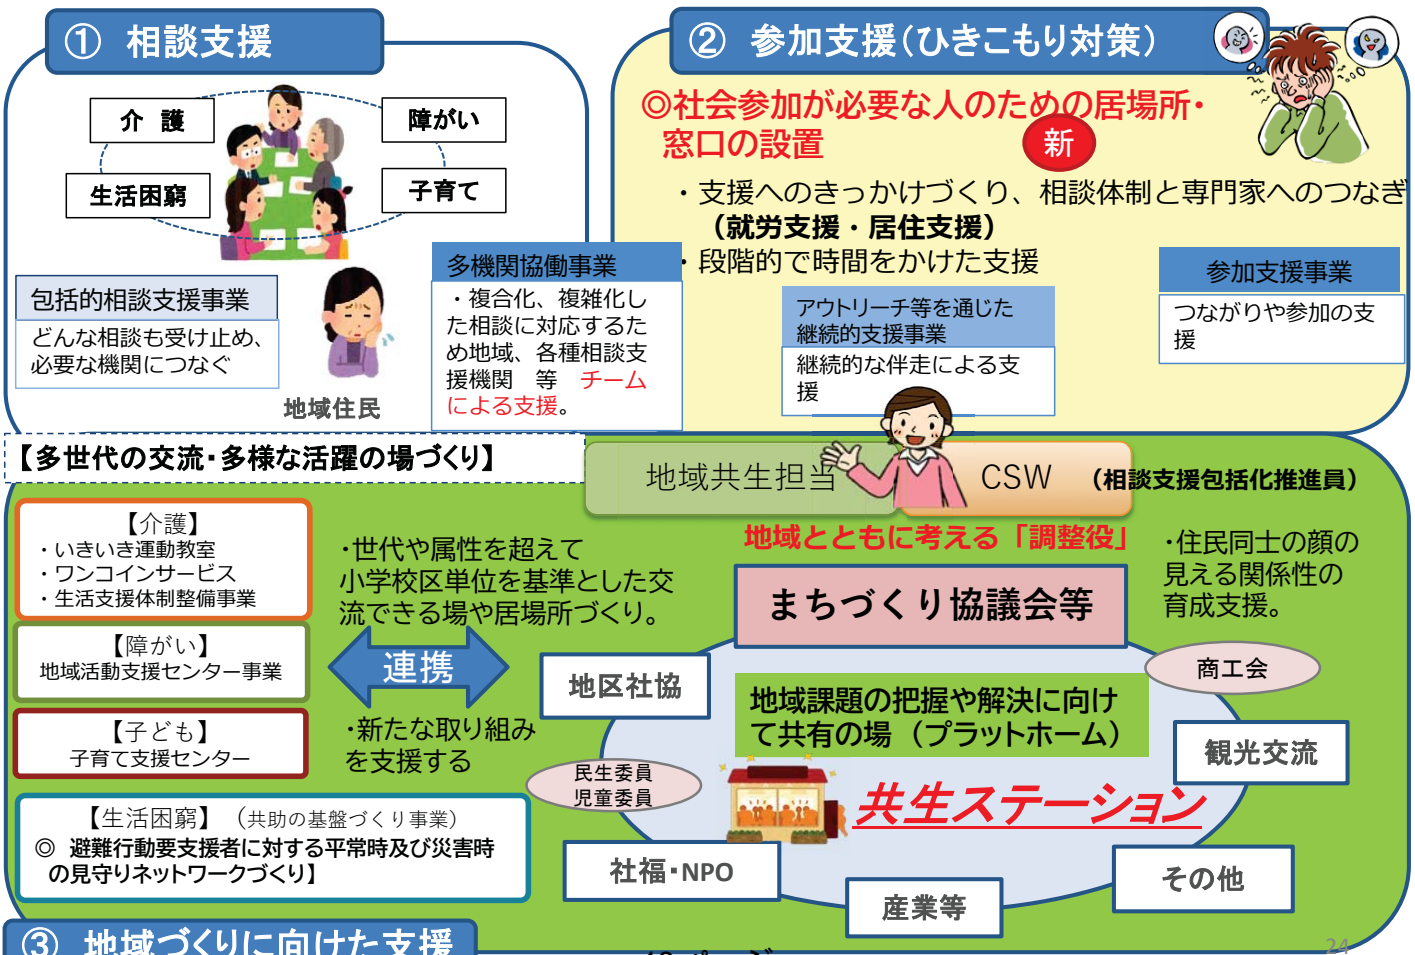 ① 相談支援
介 護
障がい
生活困窮
子育て
包括的相談支援事業
どんな相談も受け止め、
必要な機関につなぐ
地域住民
多機関協働事業
・複合化、複雑化し
た相談に対応するた
め地域、各種相談支
援機関 等 チーム
による支援。
② 参加支援(ひきこもり対策)
◎社会参加が必要な人のための居場所・
窓口の設置
新
・支援へのきっかけづくり、相談体制と専門家へのつなぎ
(就労支援・居住支援)
・段階的で時間をかけた支援
アウトリーチ等を通じた
継続的支援事業
継続的な伴走による支
援
参加支援事業
つながりや参加の支
援
【多世代の交流・多様な活躍の場づくり】
地域共生担当
CSW
(相談支援包括化推進員)
地域とともに考える「調整役」
【介護】
・いきいき運動教室
・ワンコインサービス
・生活支援体制整備事業
【障がい】
地域活動支援センター事業
【子ども】
子育て支援センター
【生活困窮】(共助の基盤づくり事業)
◎ 避難行動要支援者に対する平常時及び災害時
の見守りネットワークづくり】
・世代や属性を超えて
小学校区単位を基準とした交
流できる場や居場所づくり。
連携
・新たな取り組み
を支援する
まちづくり協議会等
・住民同士の顔の
見える関係性の
育成支援。
地区社協
商工会
地域課題の把握や解決に向け
て共有の場(プラットホーム)
観光交流
民生委員
児童委員
共生ステーション
社福・NPO
産業等
その他
③ 地域づくりに向けた支援
24